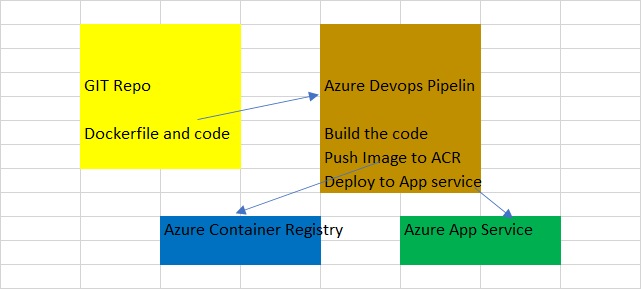 GIT Repo
Dockerfile and code
Azure Devops Pipelin
Build the code
Push Image to ACR
Deploy to App service
Azure Container Registry
Azure App Service